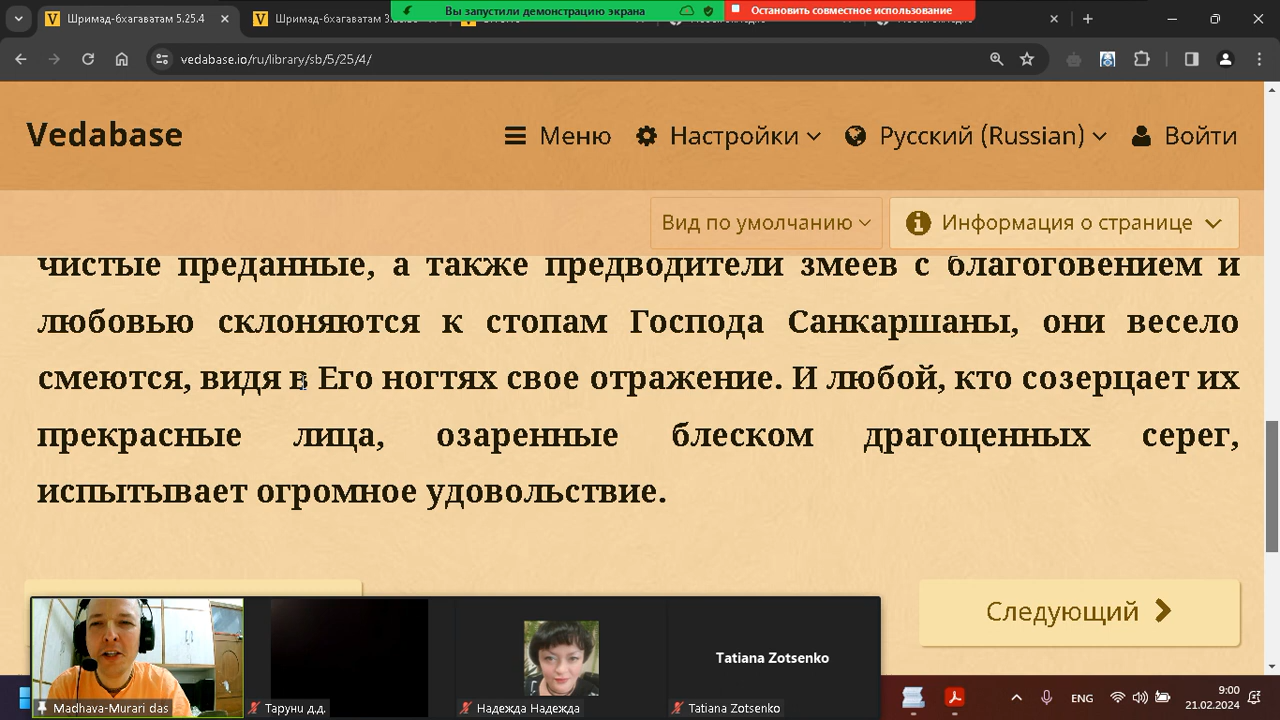 Шримад-бхагаватам 5.25.4
Шримад-бхагаватам 3.
Вы запустили демонстрацию экрана
Остановить совместное использование
vedabase.io/ru/library/sb/5/25/4/
Vedabase
Меню
Настройки
Русский (Russian)
Войти
Вид по умолчанию
Информация о странице
чистые преданные, а также предводители змеев с благоговением и
любовью склоняются к стопам Господа Санкаршаны, они весело
смеются, видя в Его ногтях свое отражение. И любой, кто созерцает их
прекрасные лица, озаренные блеском драгоценных серег,
испытывает огромное удовольствие.
Следующий
Tatiana Zotsenko
Madhava-Murari das
Таруни д.д.
Надежда Надежда
Tatiana Zotsenko
ENG
9:00
21.02.2024